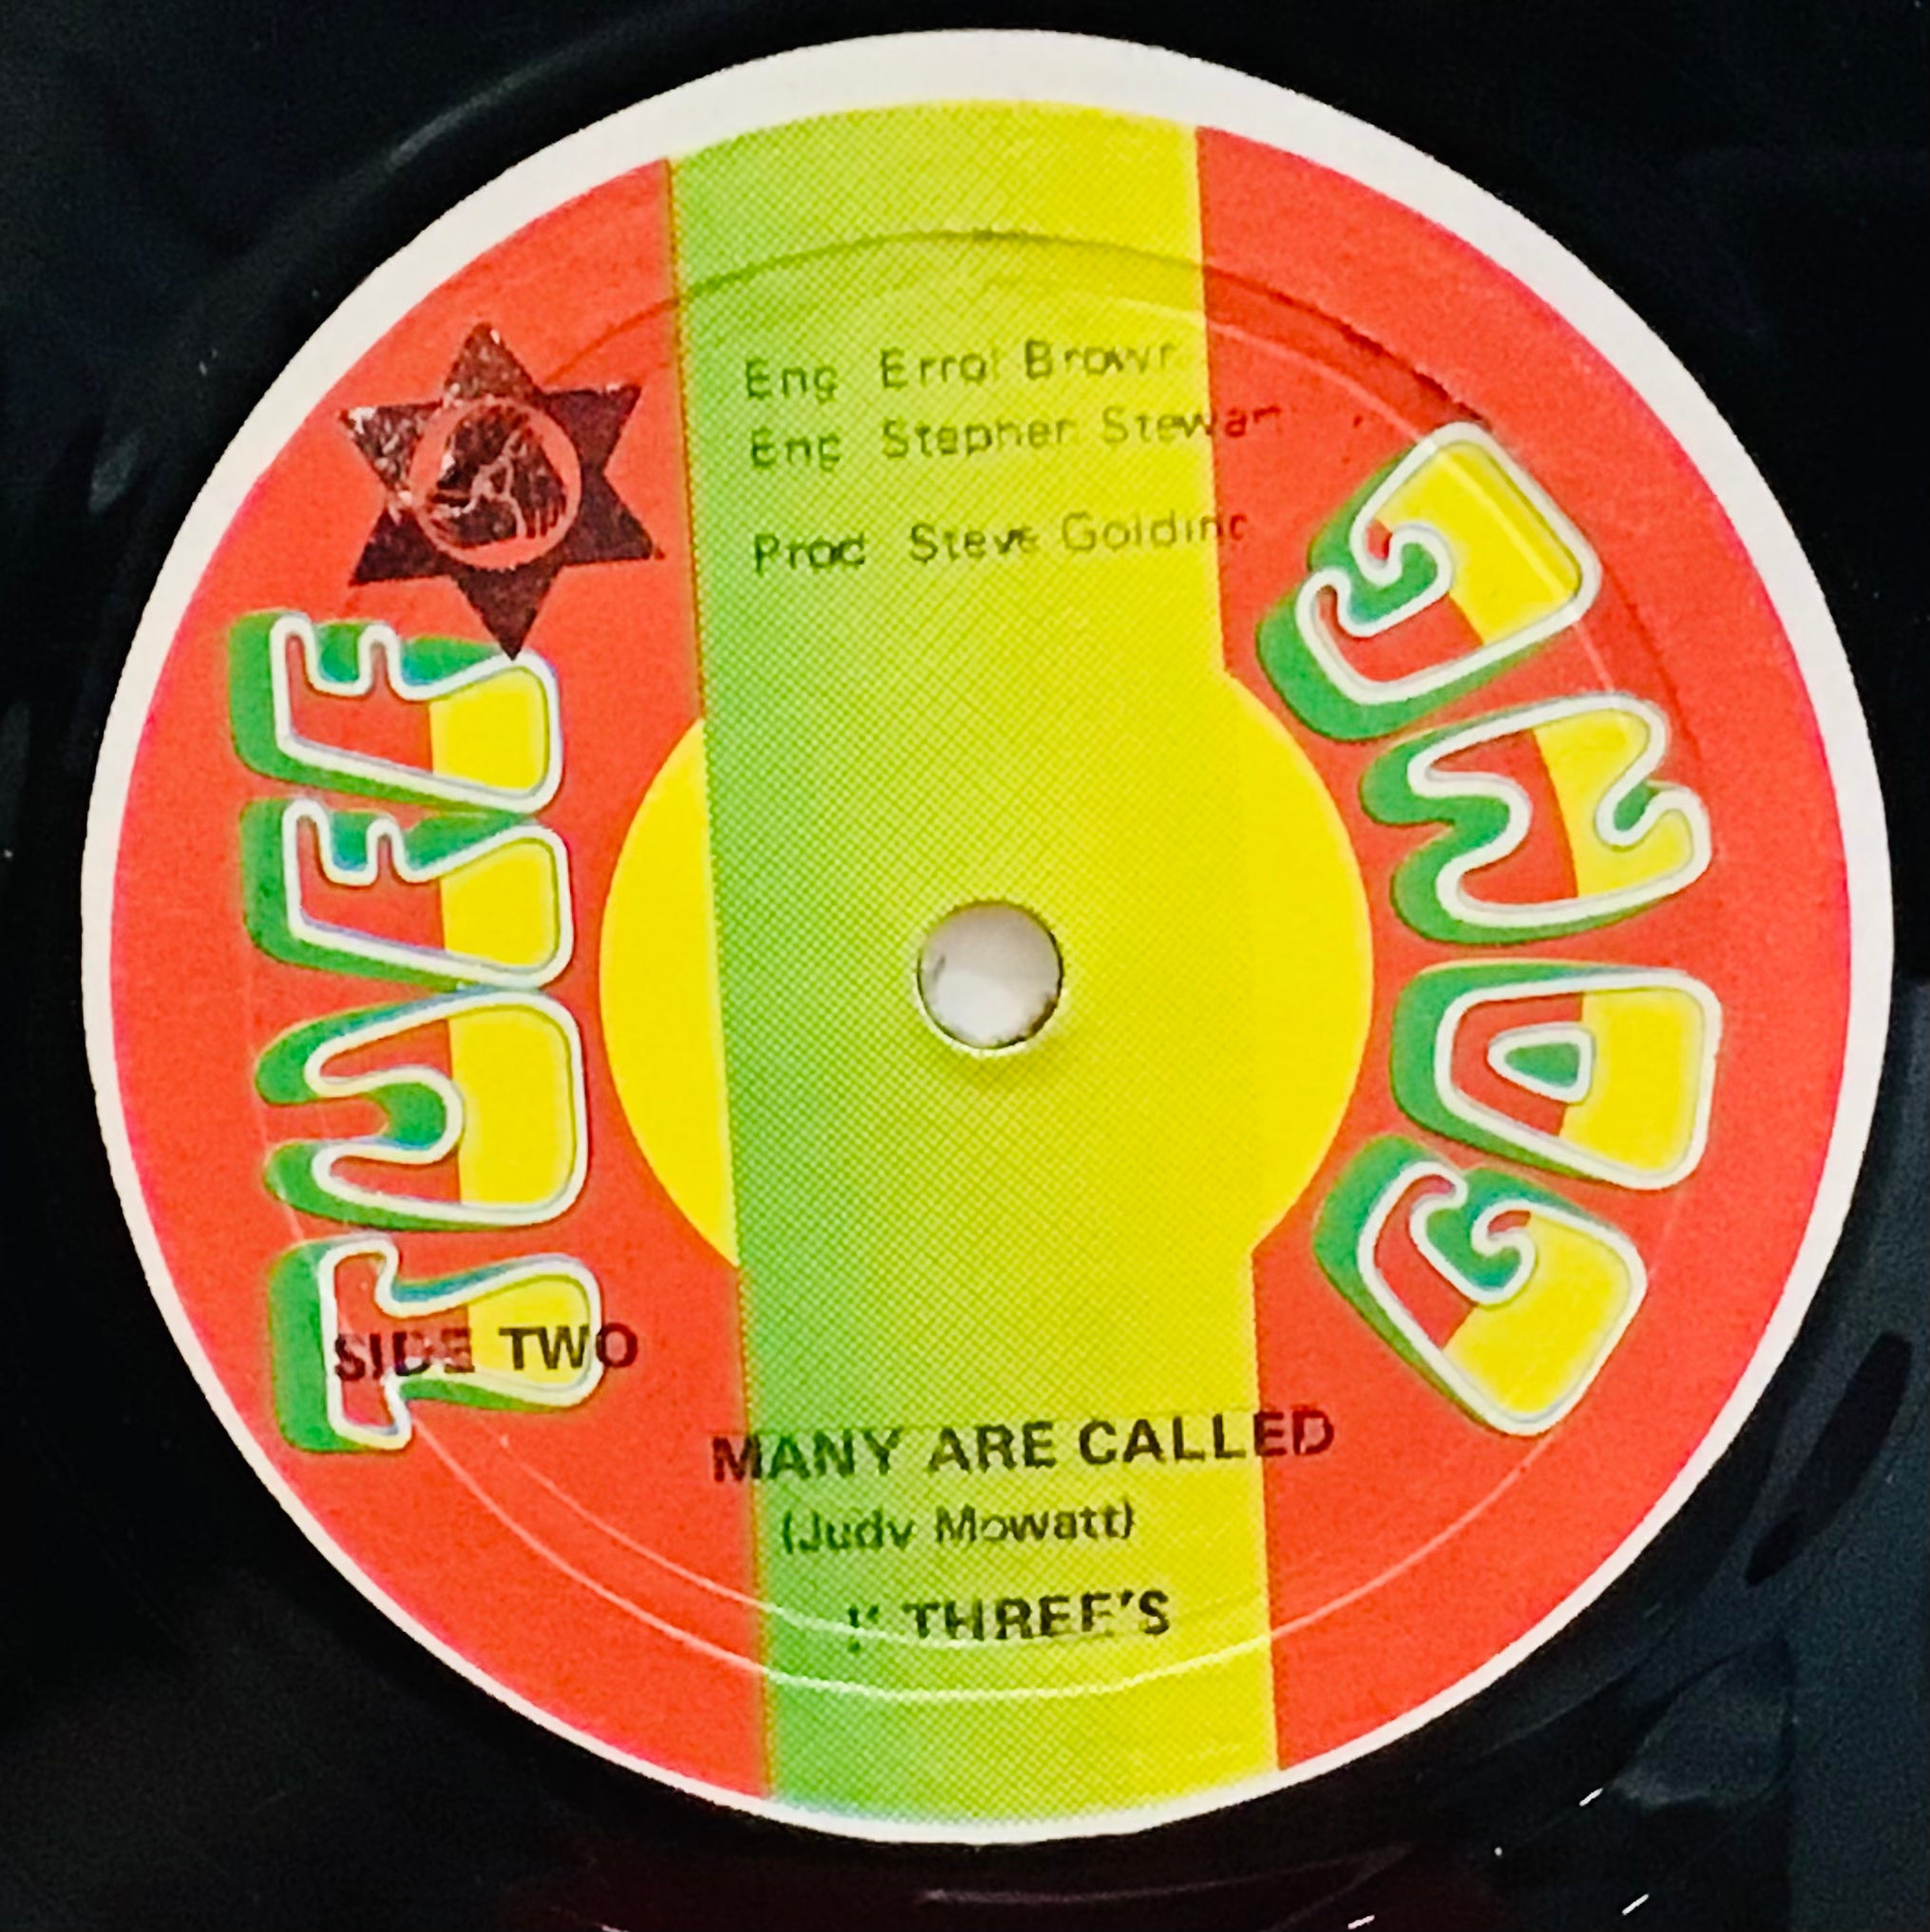 TUFF GONG
Eng Errol Brown
Eng Stephen Stewart
Prod Steve Golding
SIDE TWO
MANY ARE CALLED
(Judy Mowatt)
THREE'S